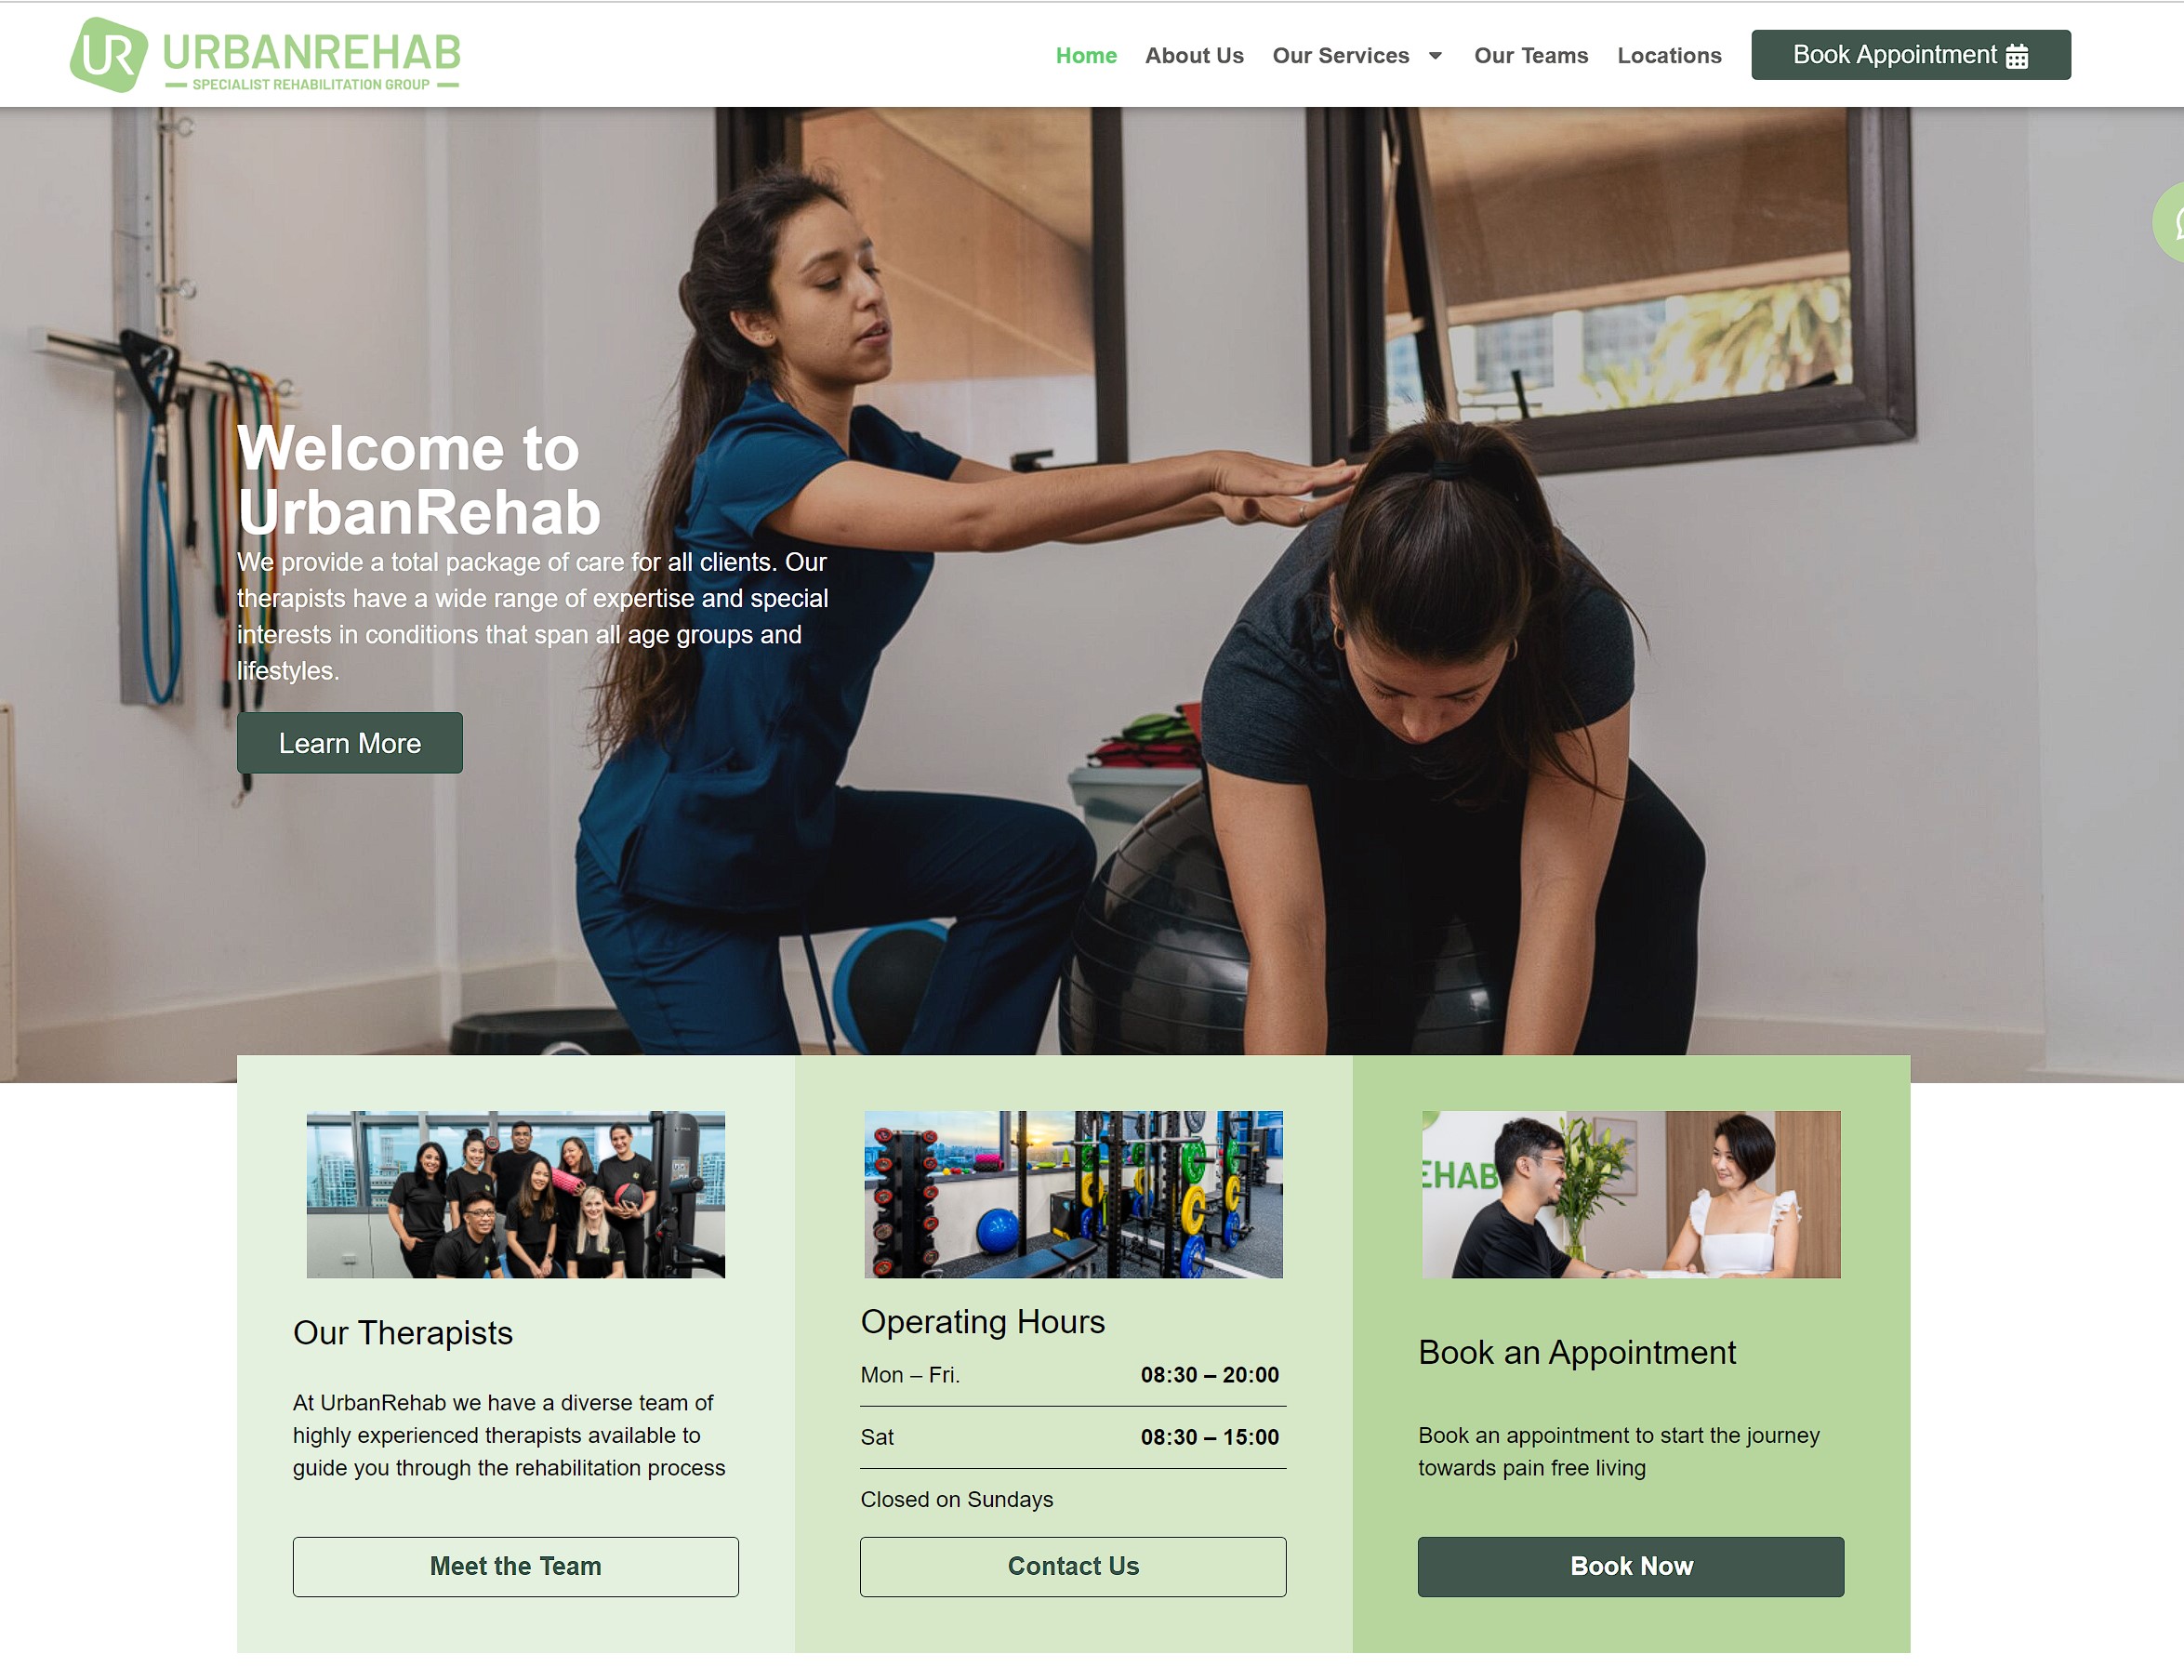 UR URBANREHAB
SPECIALIST REHABILITATION GROUP
Home About Us Our Services Our Teams Locations Book Appointment
Welcome to
UrbanRehab
We provide a total package of care for all clients. Our
therapists have a wide range of expertise and special
interests in conditions that span all age groups and
lifestyles.
Learn More
Our Therapists
At UrbanRehab we have a diverse team of
highly experienced therapists available to
guide you through the rehabilitation process
Meet the Team
Operating Hours
Mon – Fri. 08:30 – 20:00
Sat 08:30 – 15:00
Closed on Sundays
Contact Us
EHAB
Book an Appointment
Book an appointment to start the journey
towards pain free living
Book Now